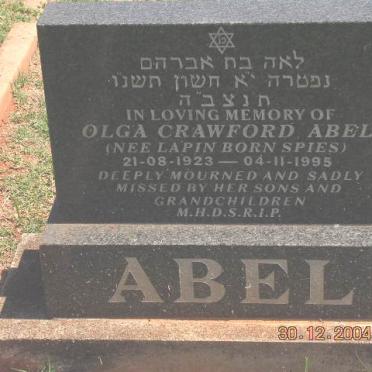 לאה בת אברהם
נפטרה י"א חשון תשנ"ו
ת נ צ ב "ה
IN LOVING MEMORY OF
OLGA CRAWFORD ABEL
(NEE LAPIN BORN SPIES)
21-08-1923 — 04-11-1995
DEEPLY MOURNED AND SADLY
MISSED BY HER SONS AND
GRANDCHILDREN
M.H.D.S.R.I.P.
ABEL
30.12.2004